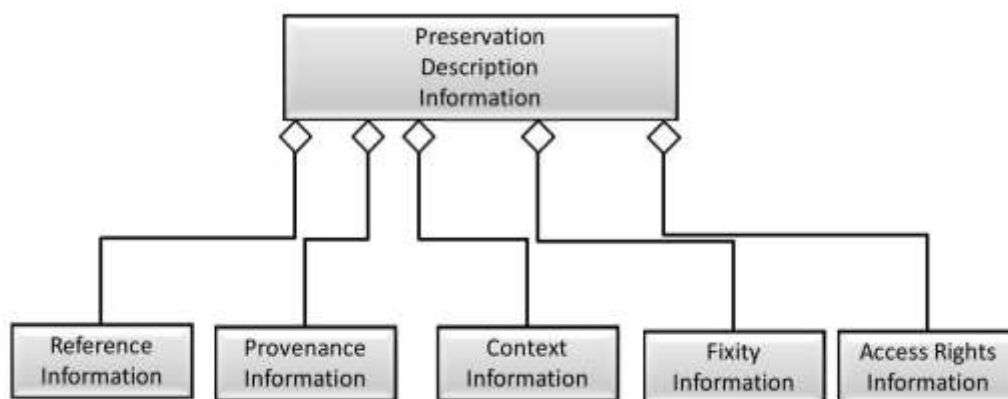 Preservation
Description
Information
Reference
Information
Provenance
Information
Context
Information
Fixity
Information
Access Rights
Information